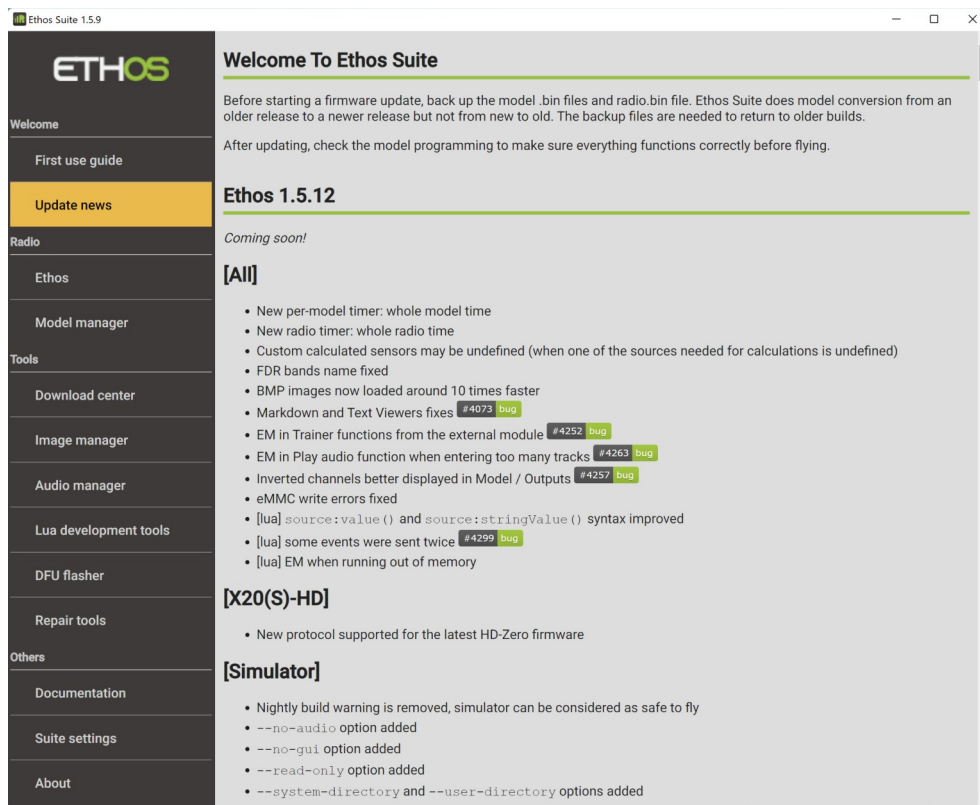 Ethos Suite 1.5.9
ETHOS
Welcome
First use guide
Update news
Radio
Ethos
Model manager
Tools
Download center
Image manager
Audio manager
Lua development tools
DFU flasher
Repair tools
Others
Documentation
Suite settings
About
Welcome To Ethos Suite
Before starting a firmware update, back up the model .bin files and radio.bin file. Ethos Suite does model conversion from an
older release to a newer release but not from new to old. The backup files are needed to return to older builds.
After updating, check the model programming to make sure everything functions correctly before flying.
Ethos 1.5.12
Coming soon!
[All]
• New per-model timer: whole model time
• New radio timer: whole radio time
• Custom calculated sensors may be undefined (when one of the sources needed for calculations is undefined)
• FDR bands name fixed
• BMP images now loaded around 10 times faster
• Markdown and Text Viewers fixes #4073 bug
• EM in Trainer functions from the external module #4252 bug
• EM in Play audio function when entering too many tracks #4263 bug
• Inverted channels better displayed in Model / Outputs #4257 bug
• eMMC write errors fixed
• [lua] source:value() and source:stringValue() syntax improved
• [lua] some events were sent twice #4299 bug
• [lua] EM when running out of memory
[X20(S)-HD]
• New protocol supported for the latest HD-Zero firmware
[Simulator]
• Nightly build warning is removed, simulator can be considered as safe to fly
• --no-audio option added
• --no-gui option added
• --read-only option added
• --system-directory and --user-directory options added